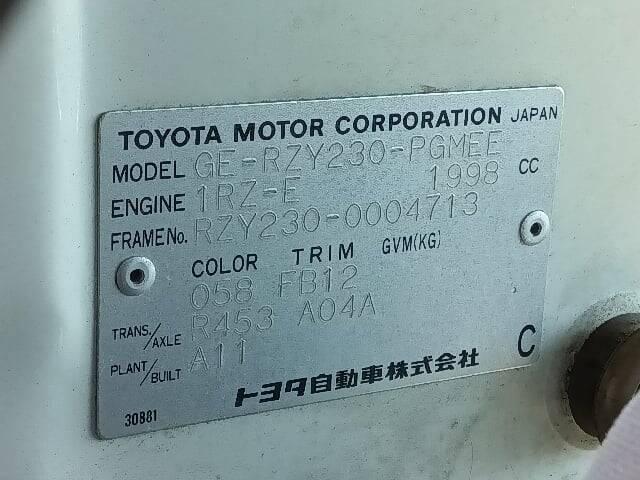 TOYOTA MOTOR CORPORATION JAPAN
MODEL GE-RZY230-PGMEE
ENGINE 1RZ-E 1998 CC
FRAME No. RZY230-0004713
COLOR TRIM GVM(KG)
058 FB12
TRANS./AXLE R453 A04A
PLANT/BUILT A11
トヨタ自動車株式会社 C
30881